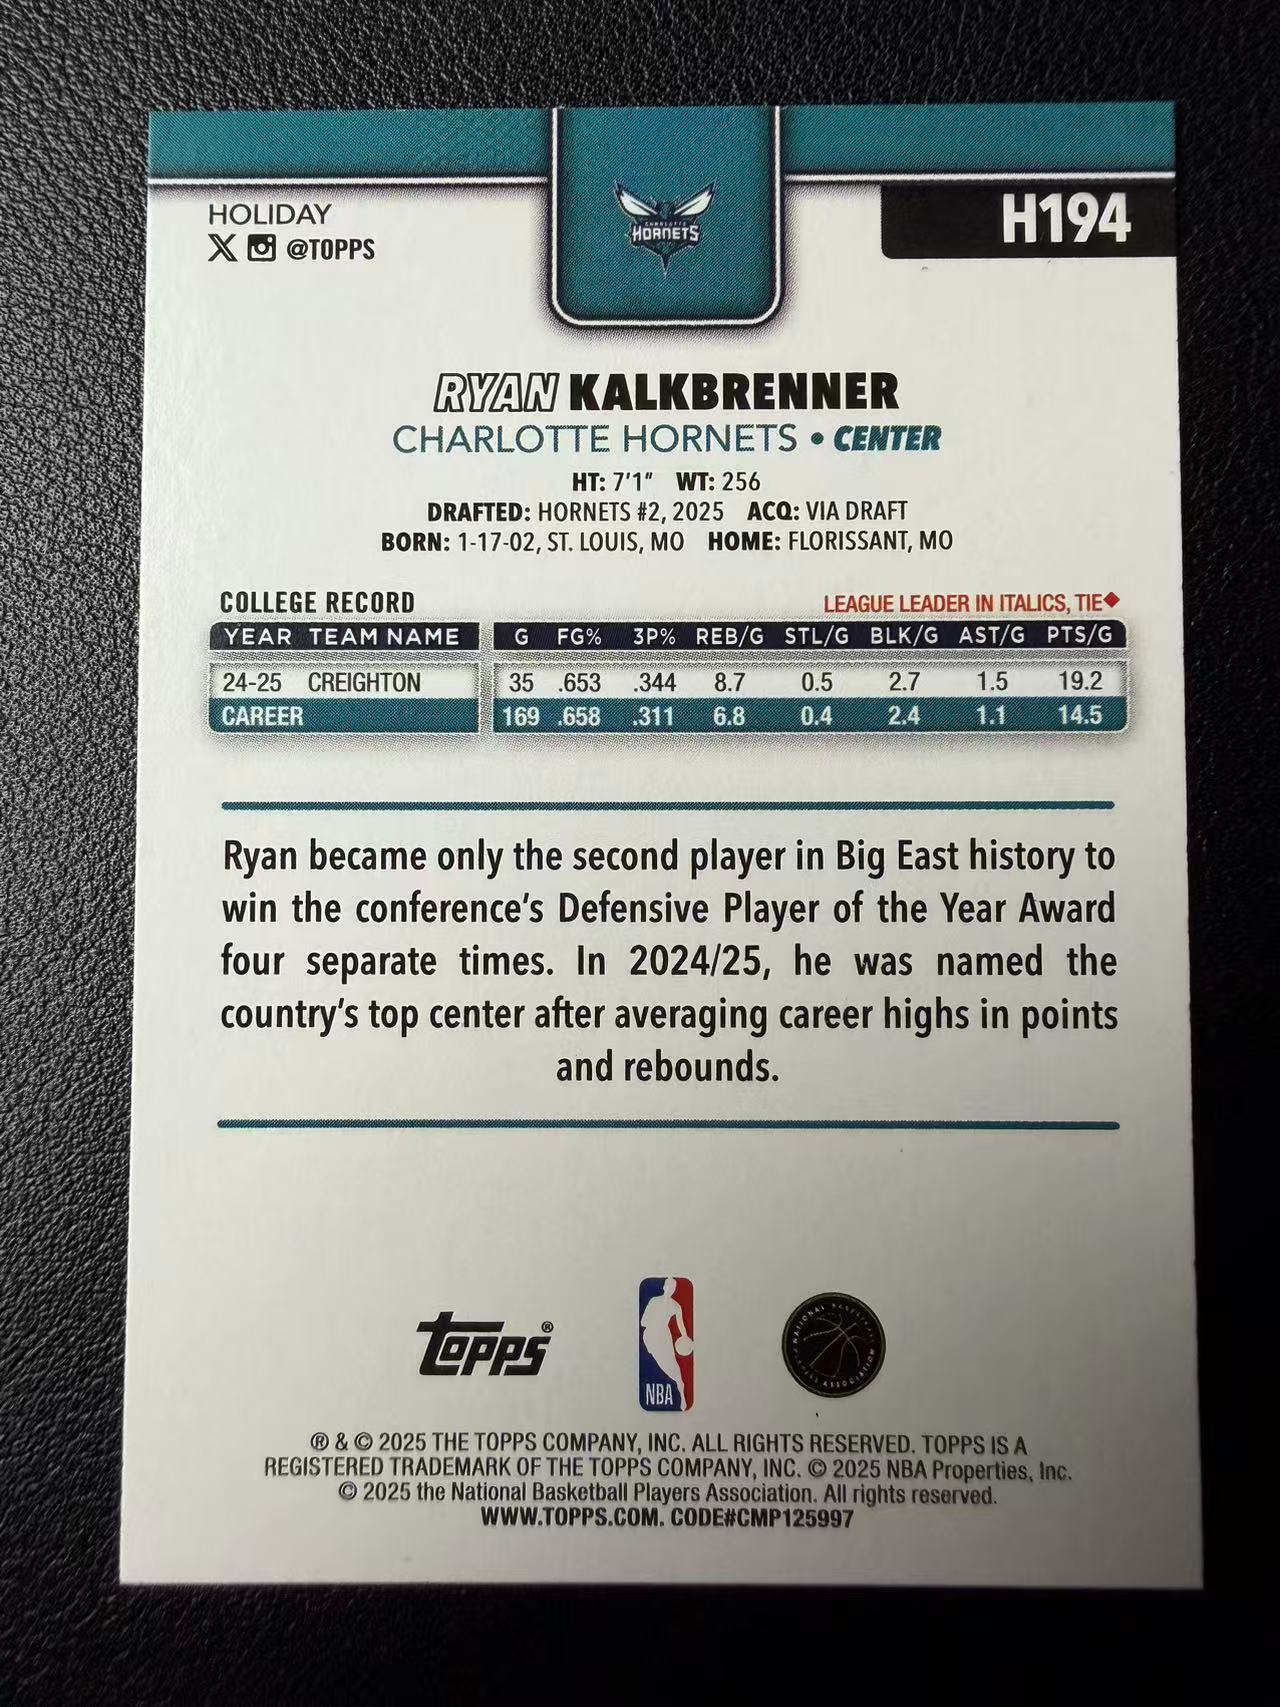 HOLIDAY
@TOPPS
CHARLOTTE
HORNETS
H194
RYAN KALKBRENNER
CHARLOTTE HORNETS • CENTER
HT: 7'1" WT: 256
DRAFTED: HORNETS #2, 2025 ACQ: VIA DRAFT
BORN: 1-17-02, ST. LOUIS, MO HOME: FLORISSANT, MO
COLLEGE RECORD LEAGUE LEADER IN ITALICS, TIE◆
YEAR TEAM NAME G FG% 3P% REB/G STL/G BLK/G AST/G PTS/G
24-25 CREIGHTON 35 .653 .344 8.7 0.5 2.7 1.5 19.2
CAREER 169 .658 .311 6.8 0.4 2.4 1.1 14.5
Ryan became only the second player in Big East history to
win the conference's Defensive Player of the Year Award
four separate times. In 2024/25, he was named the
country's top center after averaging career highs in points
and rebounds.
Topps®
NBA
NATIONAL BASKETBALL PLAYERS ASSOCIATION
® & © 2025 THE TOPPS COMPANY, INC. ALL RIGHTS RESERVED. TOPPS IS A
REGISTERED TRADEMARK OF THE TOPPS COMPANY, INC. © 2025 NBA Properties, Inc.
© 2025 the National Basketball Players Association. All rights reserved.
WWW.TOPPS.COM. CODE#CMP125997